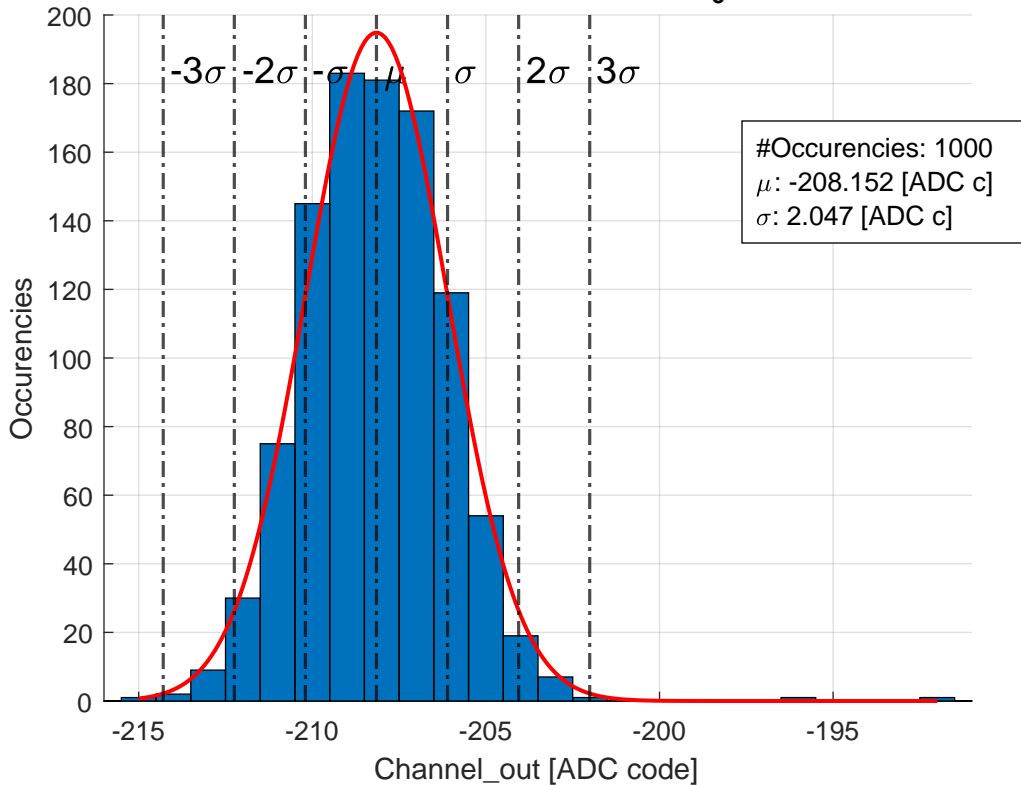 200
180
160
140
120
100
80
60
40
20
0
Occurencies
-3σ -2σ -σ μ σ 2σ 3σ
#Occurencies: 1000
μ: -208.152 [ADC c]
σ: 2.047 [ADC c]
-215 -210 -205 -200 -195
Channel_out [ADC code]